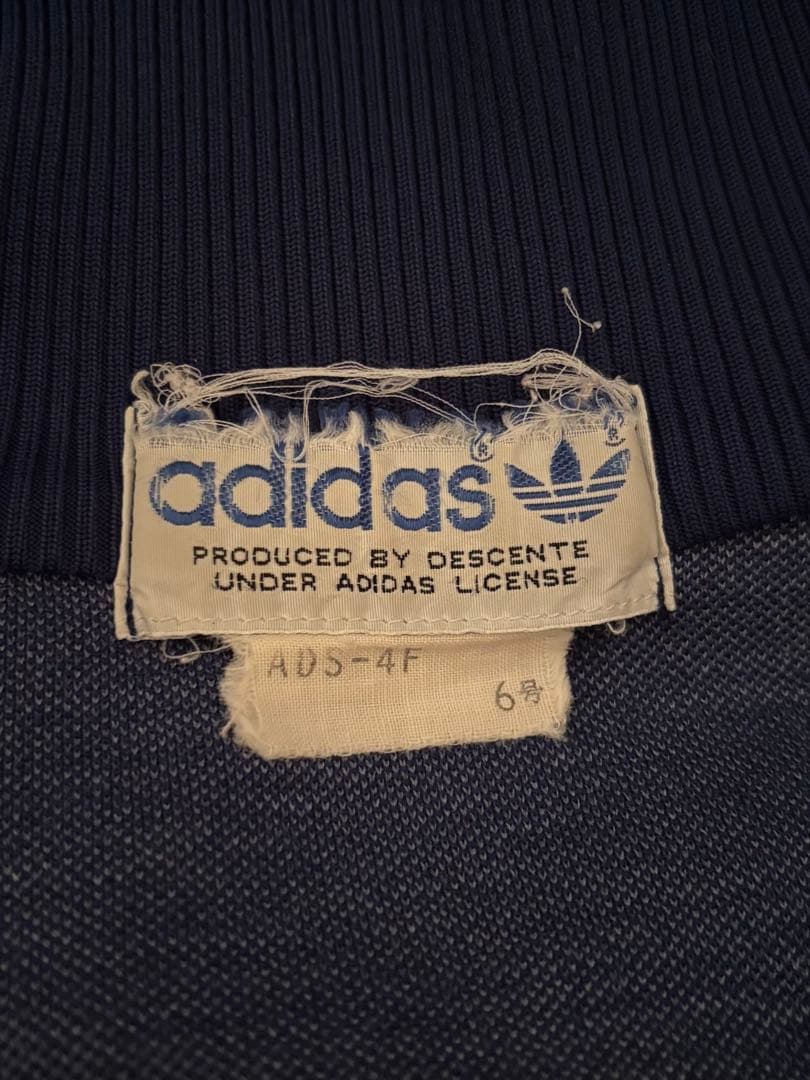 adidas®
®
PRODUCED BY DESCENTE
UNDER ADIDAS LICENSE
ADS-4F
6号